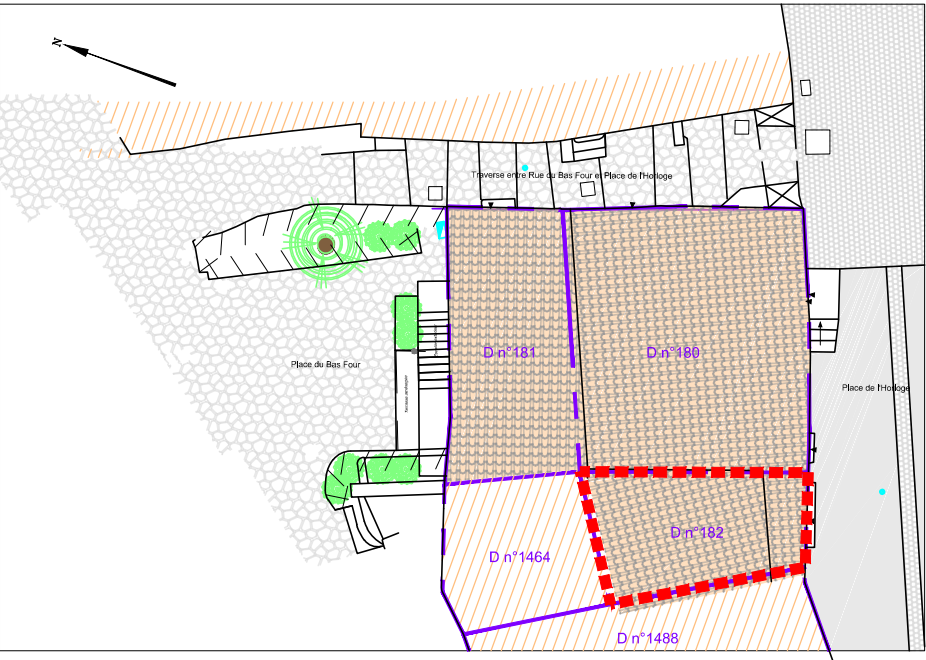 N
Traverse entre Rue du Bas Four et Place de l'Horloge
D n°181
D n°180
Place du Bas Four
Place de l'Horloge
D n°182
D n°1464
D n°1488